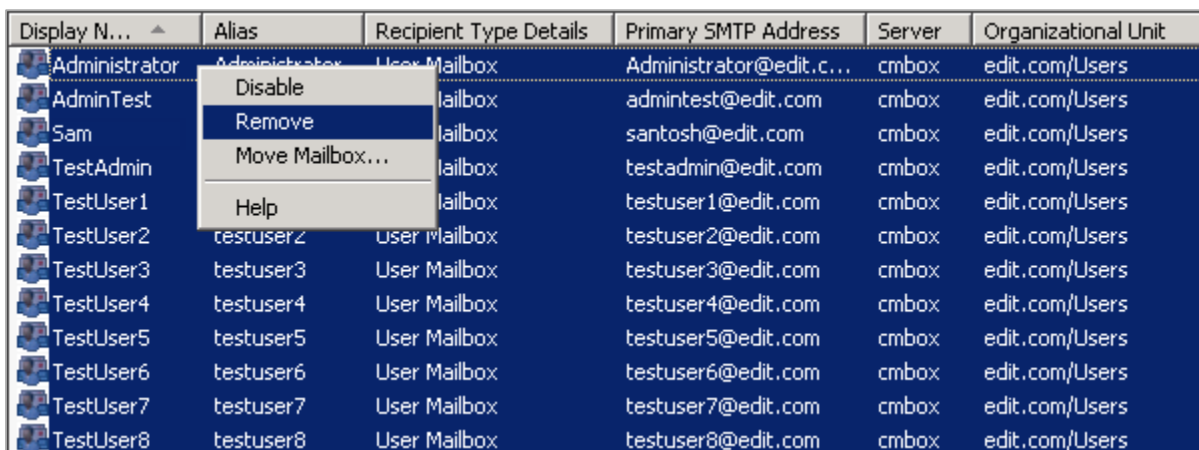 Display N... Alias Recipient Type Details Primary SMTP Address Server Organizational Unit
Administrator Administrator User Mailbox Administrator@edit.c... cmbox edit.com/Users
AdminTest Disable ailbox admintest@edit.com cmbox edit.com/Users
Sam Remove ailbox santosh@edit.com cmbox edit.com/Users
TestAdmin Move Mailbox... ailbox testadmin@edit.com cmbox edit.com/Users
TestUser1 Help ailbox testuser1@edit.com cmbox edit.com/Users
TestUser2 testuser2 User Mailbox testuser2@edit.com cmbox edit.com/Users
TestUser3 testuser3 User Mailbox testuser3@edit.com cmbox edit.com/Users
TestUser4 testuser4 User Mailbox testuser4@edit.com cmbox edit.com/Users
TestUser5 testuser5 User Mailbox testuser5@edit.com cmbox edit.com/Users
TestUser6 testuser6 User Mailbox testuser6@edit.com cmbox edit.com/Users
TestUser7 testuser7 User Mailbox testuser7@edit.com cmbox edit.com/Users
TestUser8 testuser8 User Mailbox testuser8@edit.com cmbox edit.com/Users